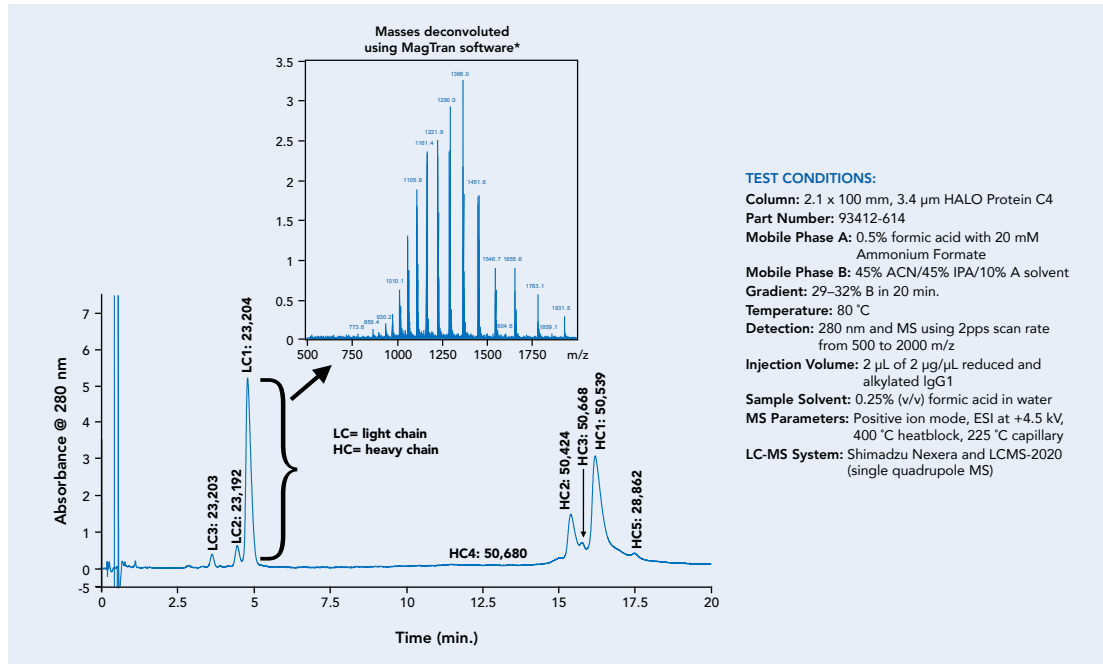 Masses deconvoluted
using MagTran software*
3.5
3
2.5
2
1.5
1
0.5
0
1366.0
1290.0
1221.9
1161.4
1105.9
1451.6
1010.1
1546.7 1655.6
1783.1
1931.5
930.2
859.4
773.6
1859.1
500 750 1000 1250 1500 1750 m/z
7
6
5
4
3
2
1
0
-5
Absorbance @ 280 nm
LC3: 23,203
LC2: 23,192
LC1: 23,204
LC= light chain
HC= heavy chain
HC4: 50,680
HC2: 50,424
HC3: 50,668
HC1: 50,539
HC5: 28,862
0 2.5 5 7.5 10 12.5 15 17.5 20
Time (min.)
TEST CONDITIONS:
Column: 2.1 x 100 mm, 3.4 µm HALO Protein C4
Part Number: 93412-614
Mobile Phase A: 0.5% formic acid with 20 mM
Ammonium Formate
Mobile Phase B: 45% ACN/45% IPA/10% A solvent
Gradient: 29–32% B in 20 min.
Temperature: 80 ˚C
Detection: 280 nm and MS using 2pps scan rate
from 500 to 2000 m/z
Injection Volume: 2 µL of 2 µg/µL reduced and
alkylated IgG1
Sample Solvent: 0.25% (v/v) formic acid in water
MS Parameters: Positive ion mode, ESI at +4.5 kV,
400 ˚C heatblock, 225 ˚C capillary
LC-MS System: Shimadzu Nexera and LCMS-2020
(single quadrupole MS)